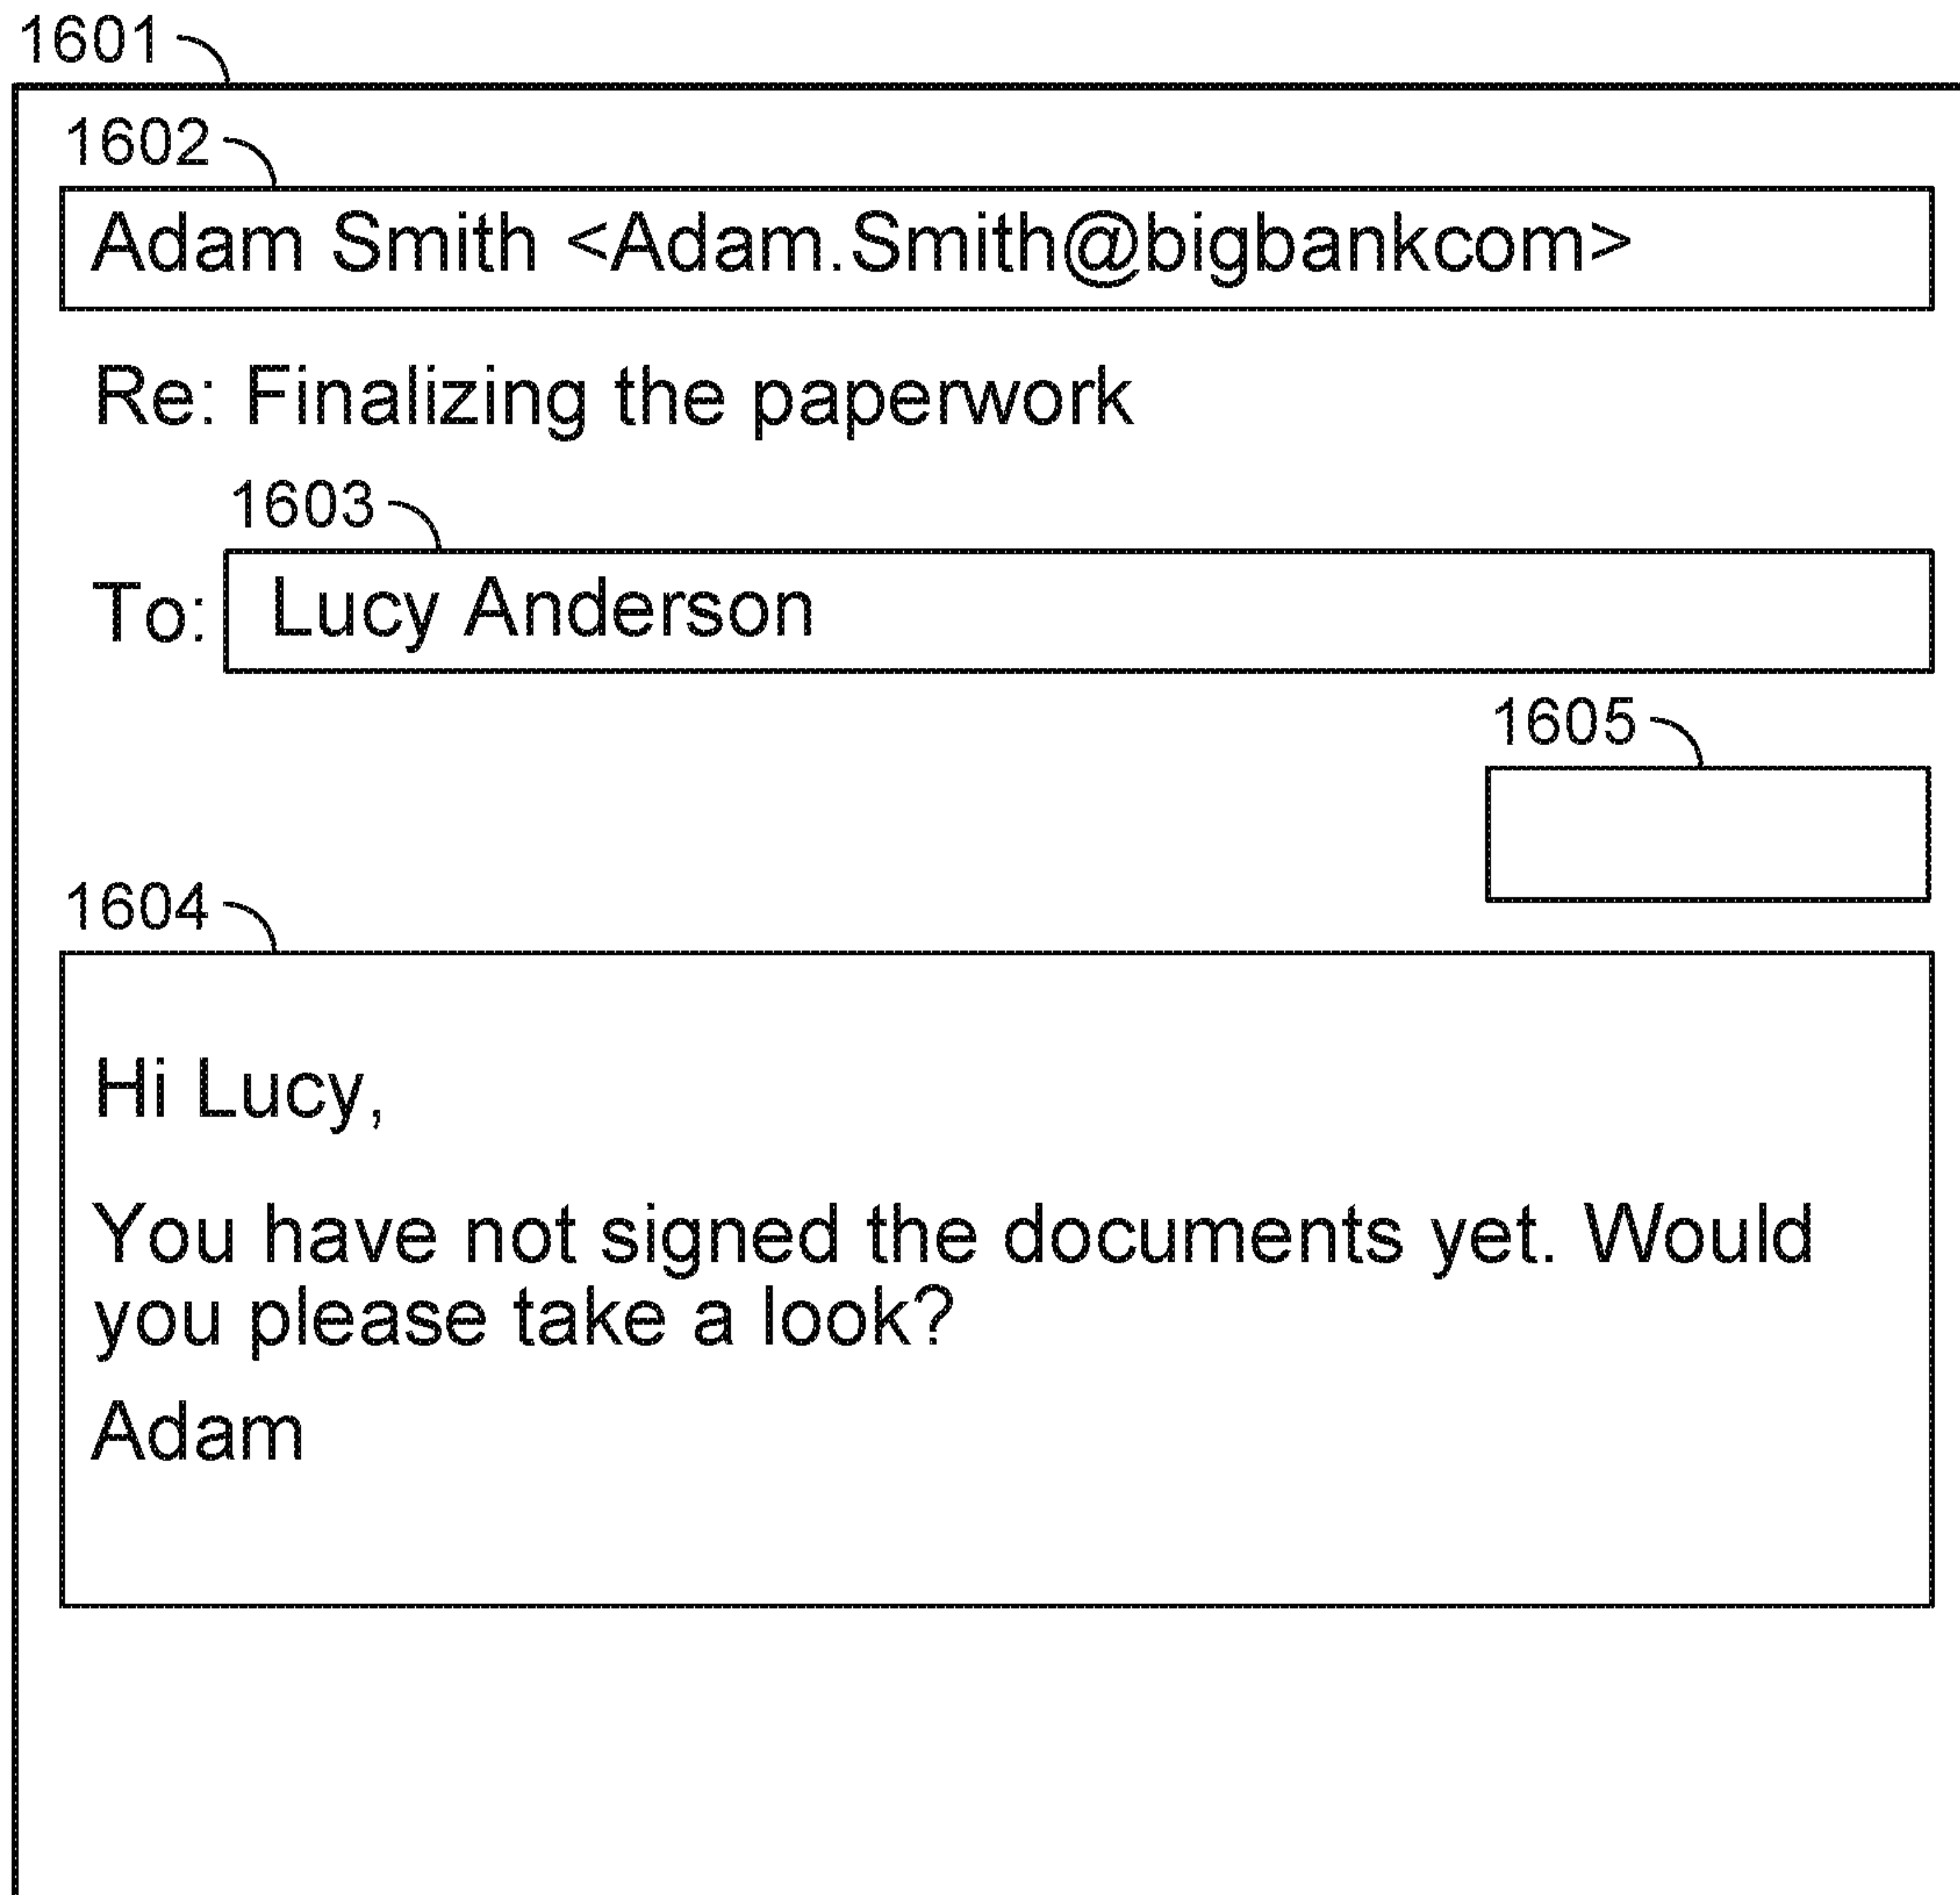 1601
1602
Adam Smith <Adam.Smith@bigbankcom>
Re: Finalizing the paperwork
1603
To: Lucy Anderson
1605
1604
Hi Lucy,
You have not signed the documents yet. Would
you please take a look?
Adam